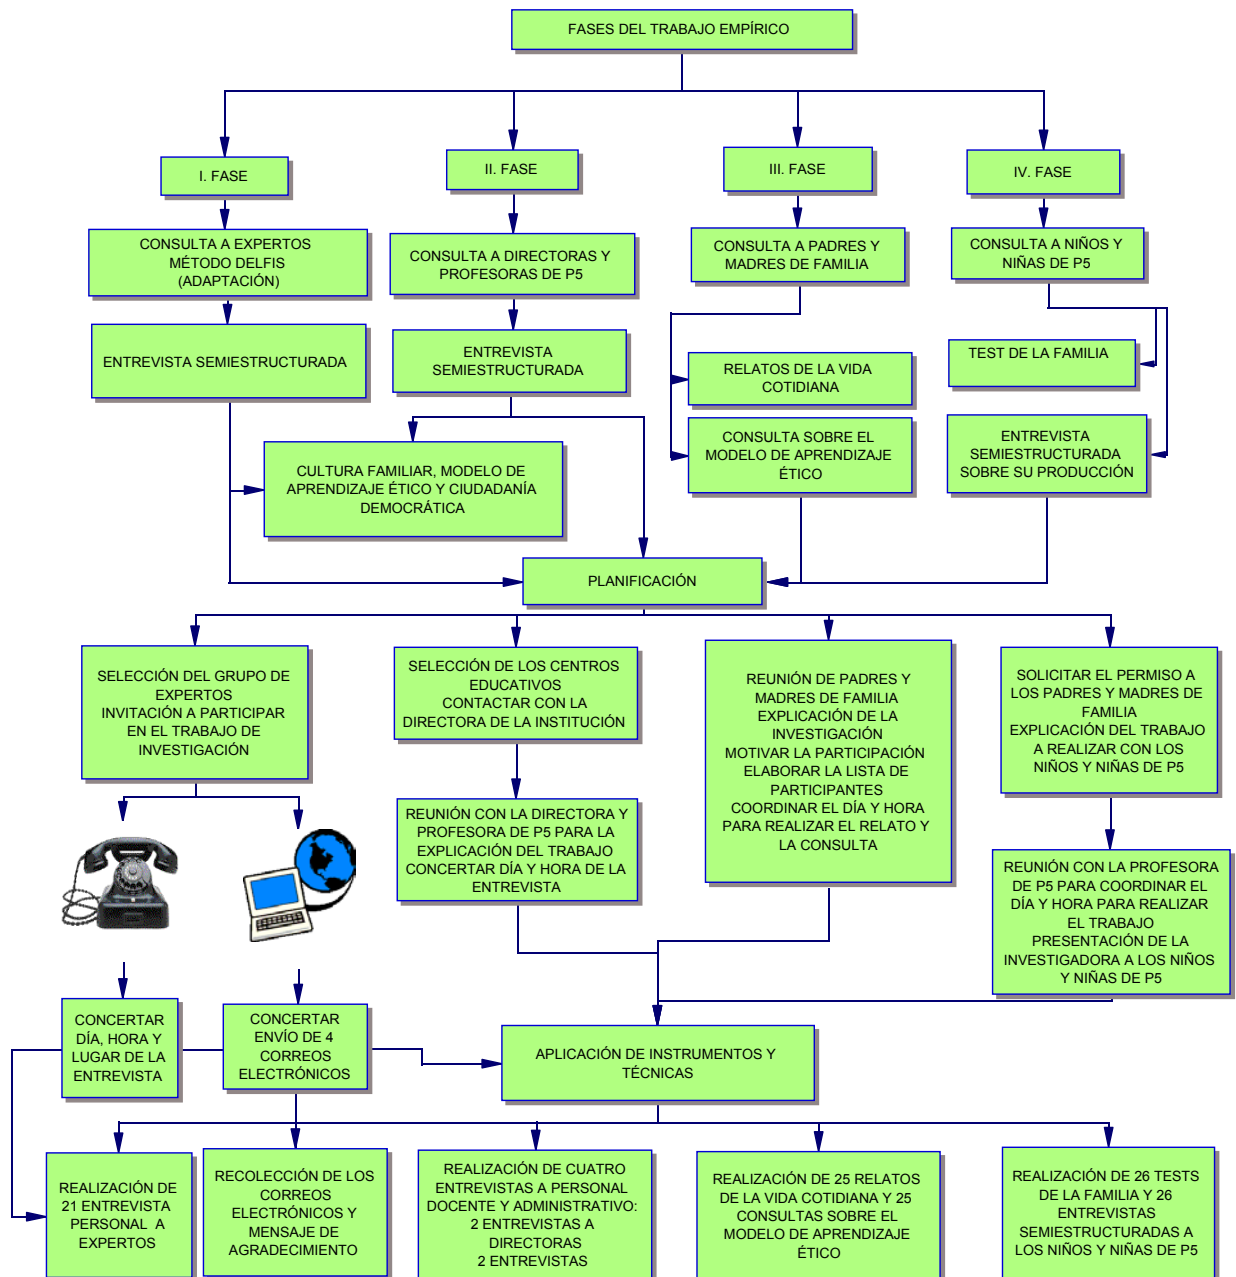 FASES DEL TRABAJO EMPÍRICO
I. FASE
II. FASE
III. FASE
IV. FASE
CONSULTA A EXPERTOS
MÉTODO DELFIS
(ADAPTACIÓN)
CONSULTA A DIRECTORAS Y
PROFESORAS DE P5
CONSULTA A PADRES Y
MADRES DE FAMILIA
CONSULTA A NIÑOS Y
NIÑAS DE P5
ENTREVISTA SEMIESTRUCTURADA
ENTREVISTA
SEMIESTRUCTURADA
RELATOS DE LA VIDA
COTIDIANA
TEST DE LA FAMILIA
CULTURA FAMILIAR, MODELO DE
APRENDIZAJE ÉTICO Y CIUDADANÍA
DEMOCRÁTICA
CONSULTA SOBRE EL
MODELO DE APRENDIZAJE
ÉTICO
ENTREVISTA
SEMIESTRUCTURADA
SOBRE SU PRODUCCIÓN
PLANIFICACIÓN
SELECCIÓN DEL GRUPO DE
EXPERTOS
INVITACIÓN A PARTICIPAR
EN EL TRABAJO DE
INVESTIGACIÓN
SELECCIÓN DE LOS CENTROS
EDUCATIVOS
CONTACTAR CON LA
DIRECTORA DE LA INSTITUCIÓN
REUNIÓN DE PADRES Y
MADRES DE FAMILIA
EXPLICACIÓN DE LA
INVESTIGACIÓN
MOTIVAR LA PARTICIPACIÓN
ELABORAR LA LISTA DE
PARTICIPANTES
COORDINAR EL DÍA Y HORA
PARA REALIZAR EL RELATO Y
LA CONSULTA
SOLICITAR EL PERMISO A
LOS PADRES Y MADRES DE
FAMILIA
EXPLICACIÓN DEL TRABAJO
A REALIZAR CON LOS
NIÑOS Y NIÑAS DE P5
REUNIÓN CON LA DIRECTORA Y
PROFESORA DE P5 PARA LA
EXPLICACIÓN DEL TRABAJO
CONCERTAR DÍA Y HORA DE LA
ENTREVISTA
REUNIÓN CON LA PROFESORA
DE P5 PARA COORDINAR EL
DÍA Y HORA PARA REALIZAR
EL TRABAJO
PRESENTACIÓN DE LA
INVESTIGADORA A LOS NIÑOS
Y NIÑAS DE P5
CONCERTAR
DÍA, HORA Y
LUGAR DE LA
ENTREVISTA
CONCERTAR
ENVÍO DE 4
CORREOS
ELECTRÓNICOS
APLICACIÓN DE INSTRUMENTOS Y
TÉCNICAS
REALIZACIÓN DE
21 ENTREVISTA
PERSONAL A
EXPERTOS
RECOLECCIÓN DE LOS
CORREOS
ELECTRÓNICOS Y
MENSAJE DE
AGRADECIMIENTO
REALIZACIÓN DE CUATRO
ENTREVISTAS A PERSONAL
DOCENTE Y ADMINISTRATIVO:
2 ENTREVISTAS A
DIRECTORAS
2 ENTREVISTAS
REALIZACIÓN DE 25 RELATOS
DE LA VIDA COTIDIANA Y 25
CONSULTAS SOBRE EL
MODELO DE APRENDIZAJE
ÉTICO
REALIZACIÓN DE 26 TESTS
DE LA FAMILIA Y 26
ENTREVISTAS
SEMIESTRUCTURADAS A
LOS NIÑOS Y NIÑAS DE P5